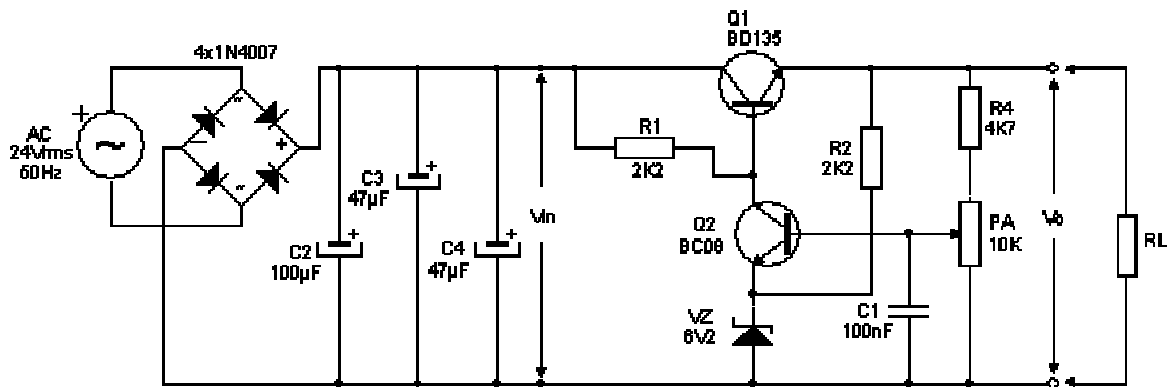 Q1
BD135
4x1N4007
+
AC
24Vrms
60Hz
~
-
+
~
R1
2K2
R2
2K2
R4
4K7
C3
47µF
+
C2
100µF
+
C4
47µF
+
Vin
Q2
BC08
PA
10K
Vo
RL
VZ
6V2
C1
100nF